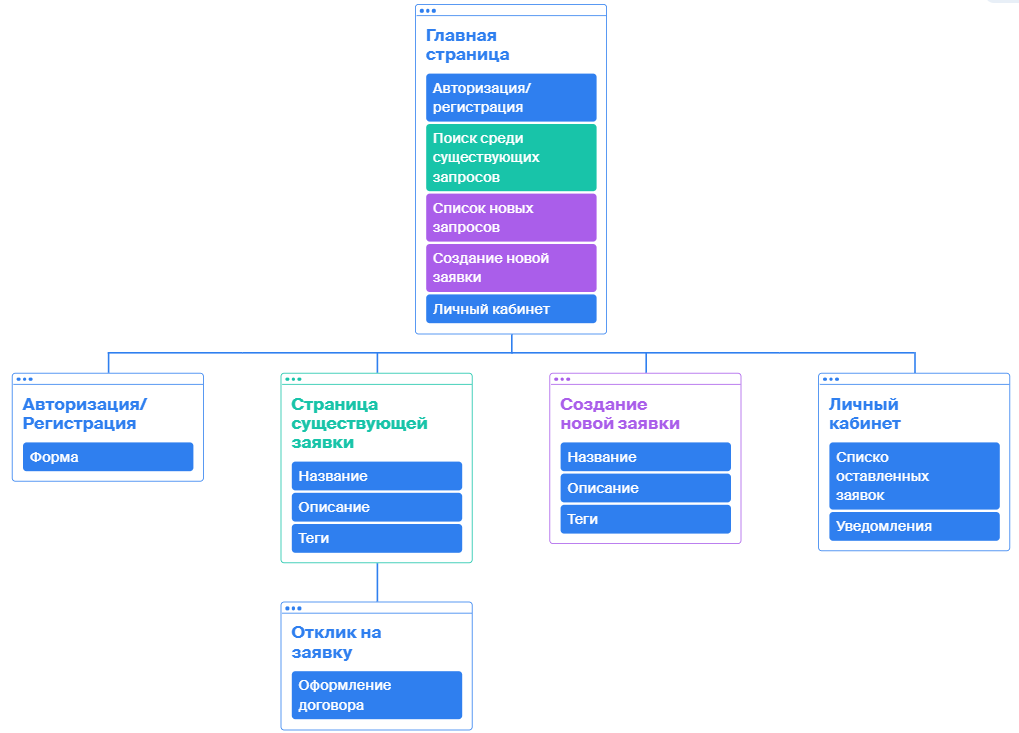 Главная
страница
Авторизация/
регистрация
Поиск среди
существующих
запросов
Список новых
запросов
Создание новой
заявки
Личный кабинет
Авторизация/
Регистрация
Форма
Страница
существующей
заявки
Название
Описание
Теги
Создание
новой заявки
Название
Описание
Теги
Личный
кабинет
Списко
оставленных
заявок
Уведомления
Отклик на
заявку
Оформление
договора